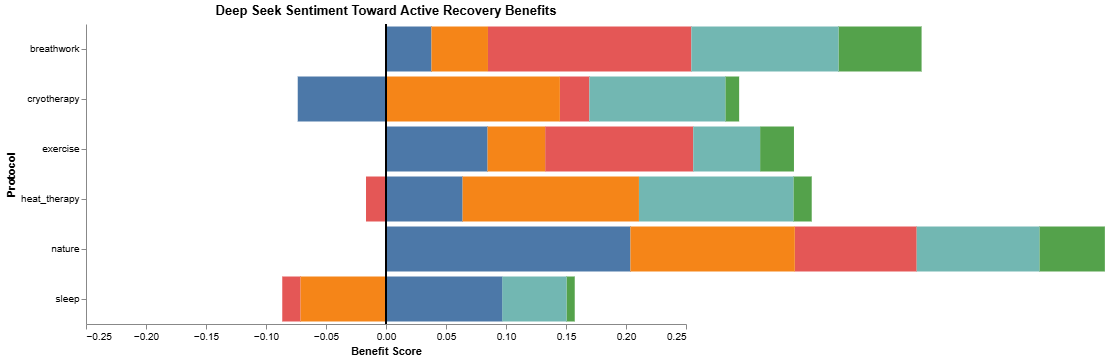 Deep Seek Sentiment Toward Active Recovery Benefits
Protocol
breathwork
cryotherapy
exercise
heat_therapy
nature
sleep
−0.25 −0.20 −0.15 −0.10 −0.05 0.00 0.05 0.10 0.15 0.20 0.25
Benefit Score